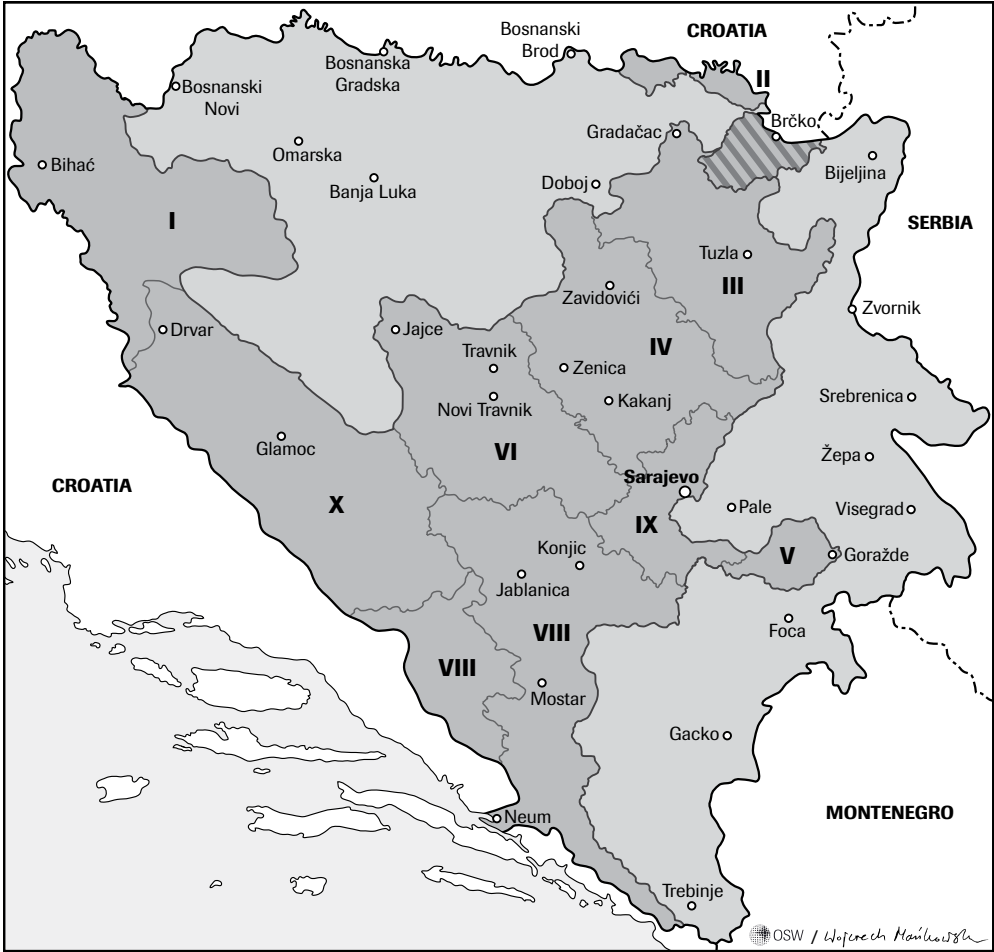 Bosnanski
Brod
CROATIA
Bosnanska
Gradska
II
Bosnanski
Novi
Brčko
Gradačac
Omarska
Bihać
Bijeljina
Banja Luka
Doboj
I
SERBIA
Tuzla
III
Zavidovići
Zvornik
Drvar
Jajce
IV
Travnik
Zenica
Srebrenica
Kakanj
Novi Travnik
Glamoc
VI
Žepa
Sarajevo
CROATIA
X
Pale
Visegrad
IX
Konjic
V
Goražde
Jablanica
VIII
Foca
VIII
Mostar
Gacko
MONTENEGRO
Neum
Trebinje
OSW / Wojciech Mańkowski